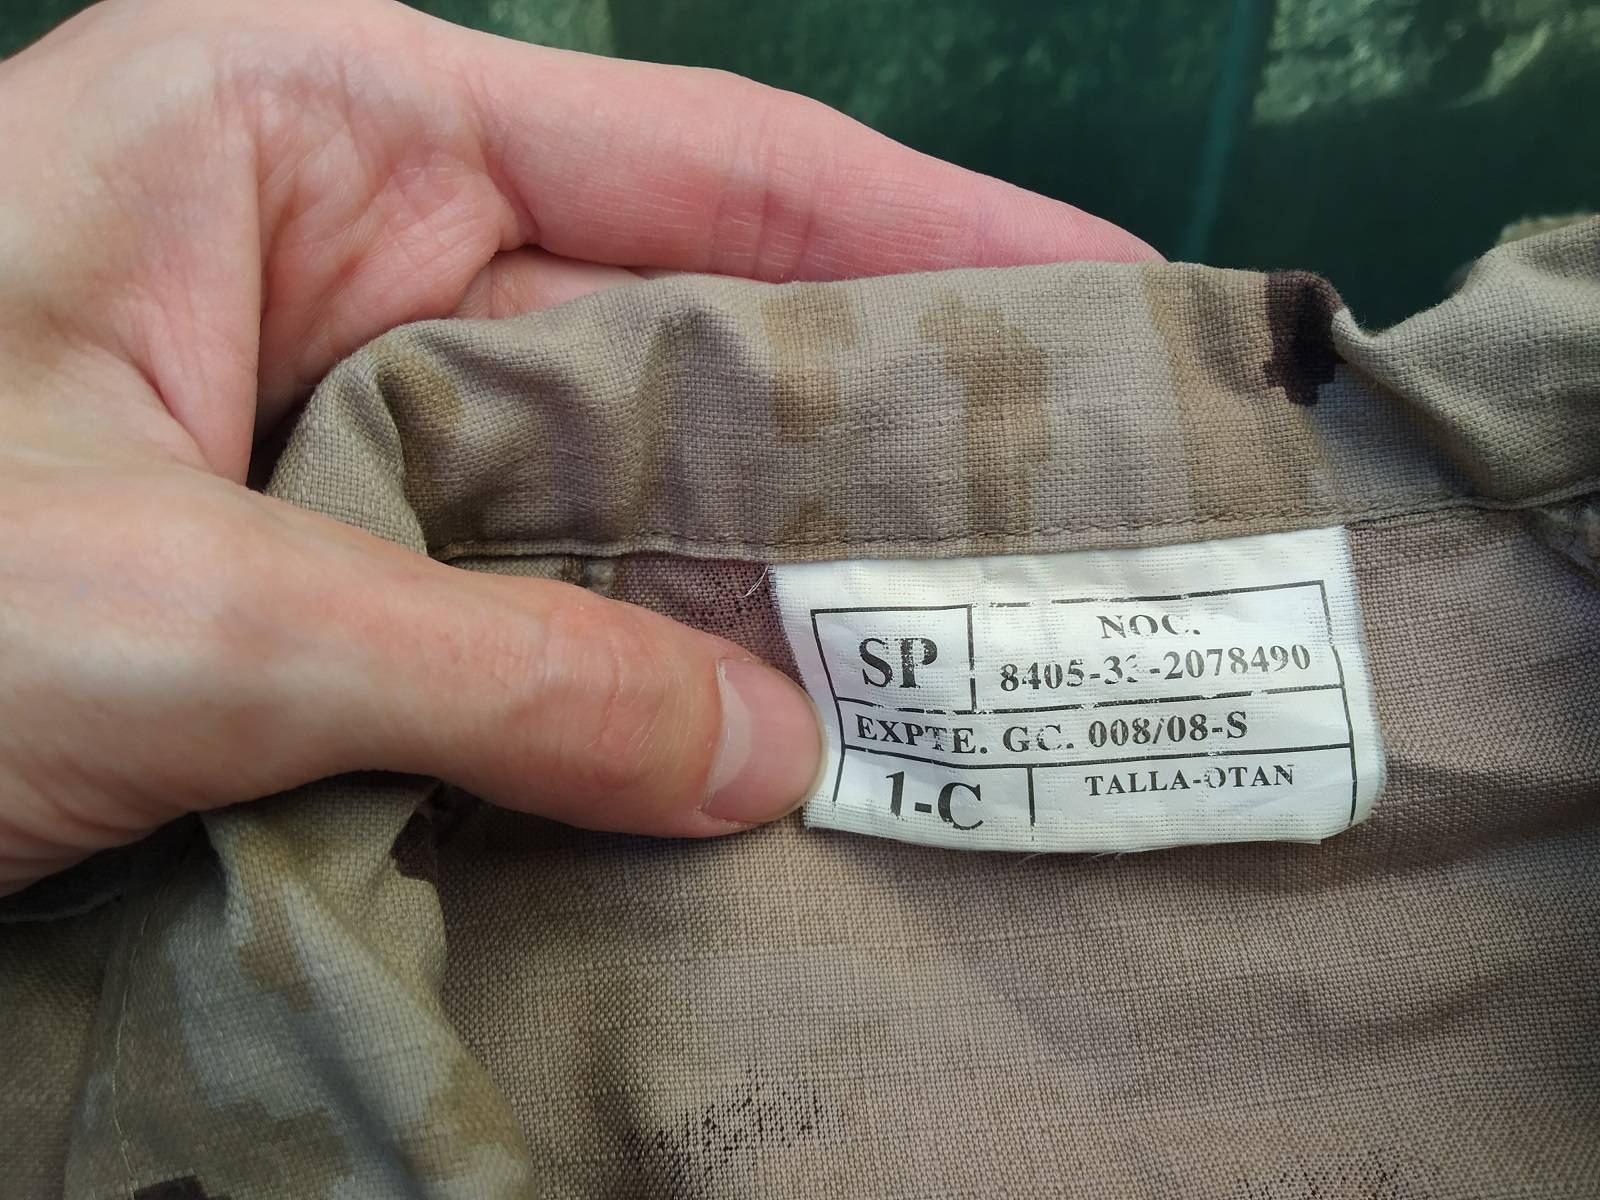 SP
NOC.
8405-33-2078490
EXPTE. GC. 008/08-S
1-C
TALLA-OTAN